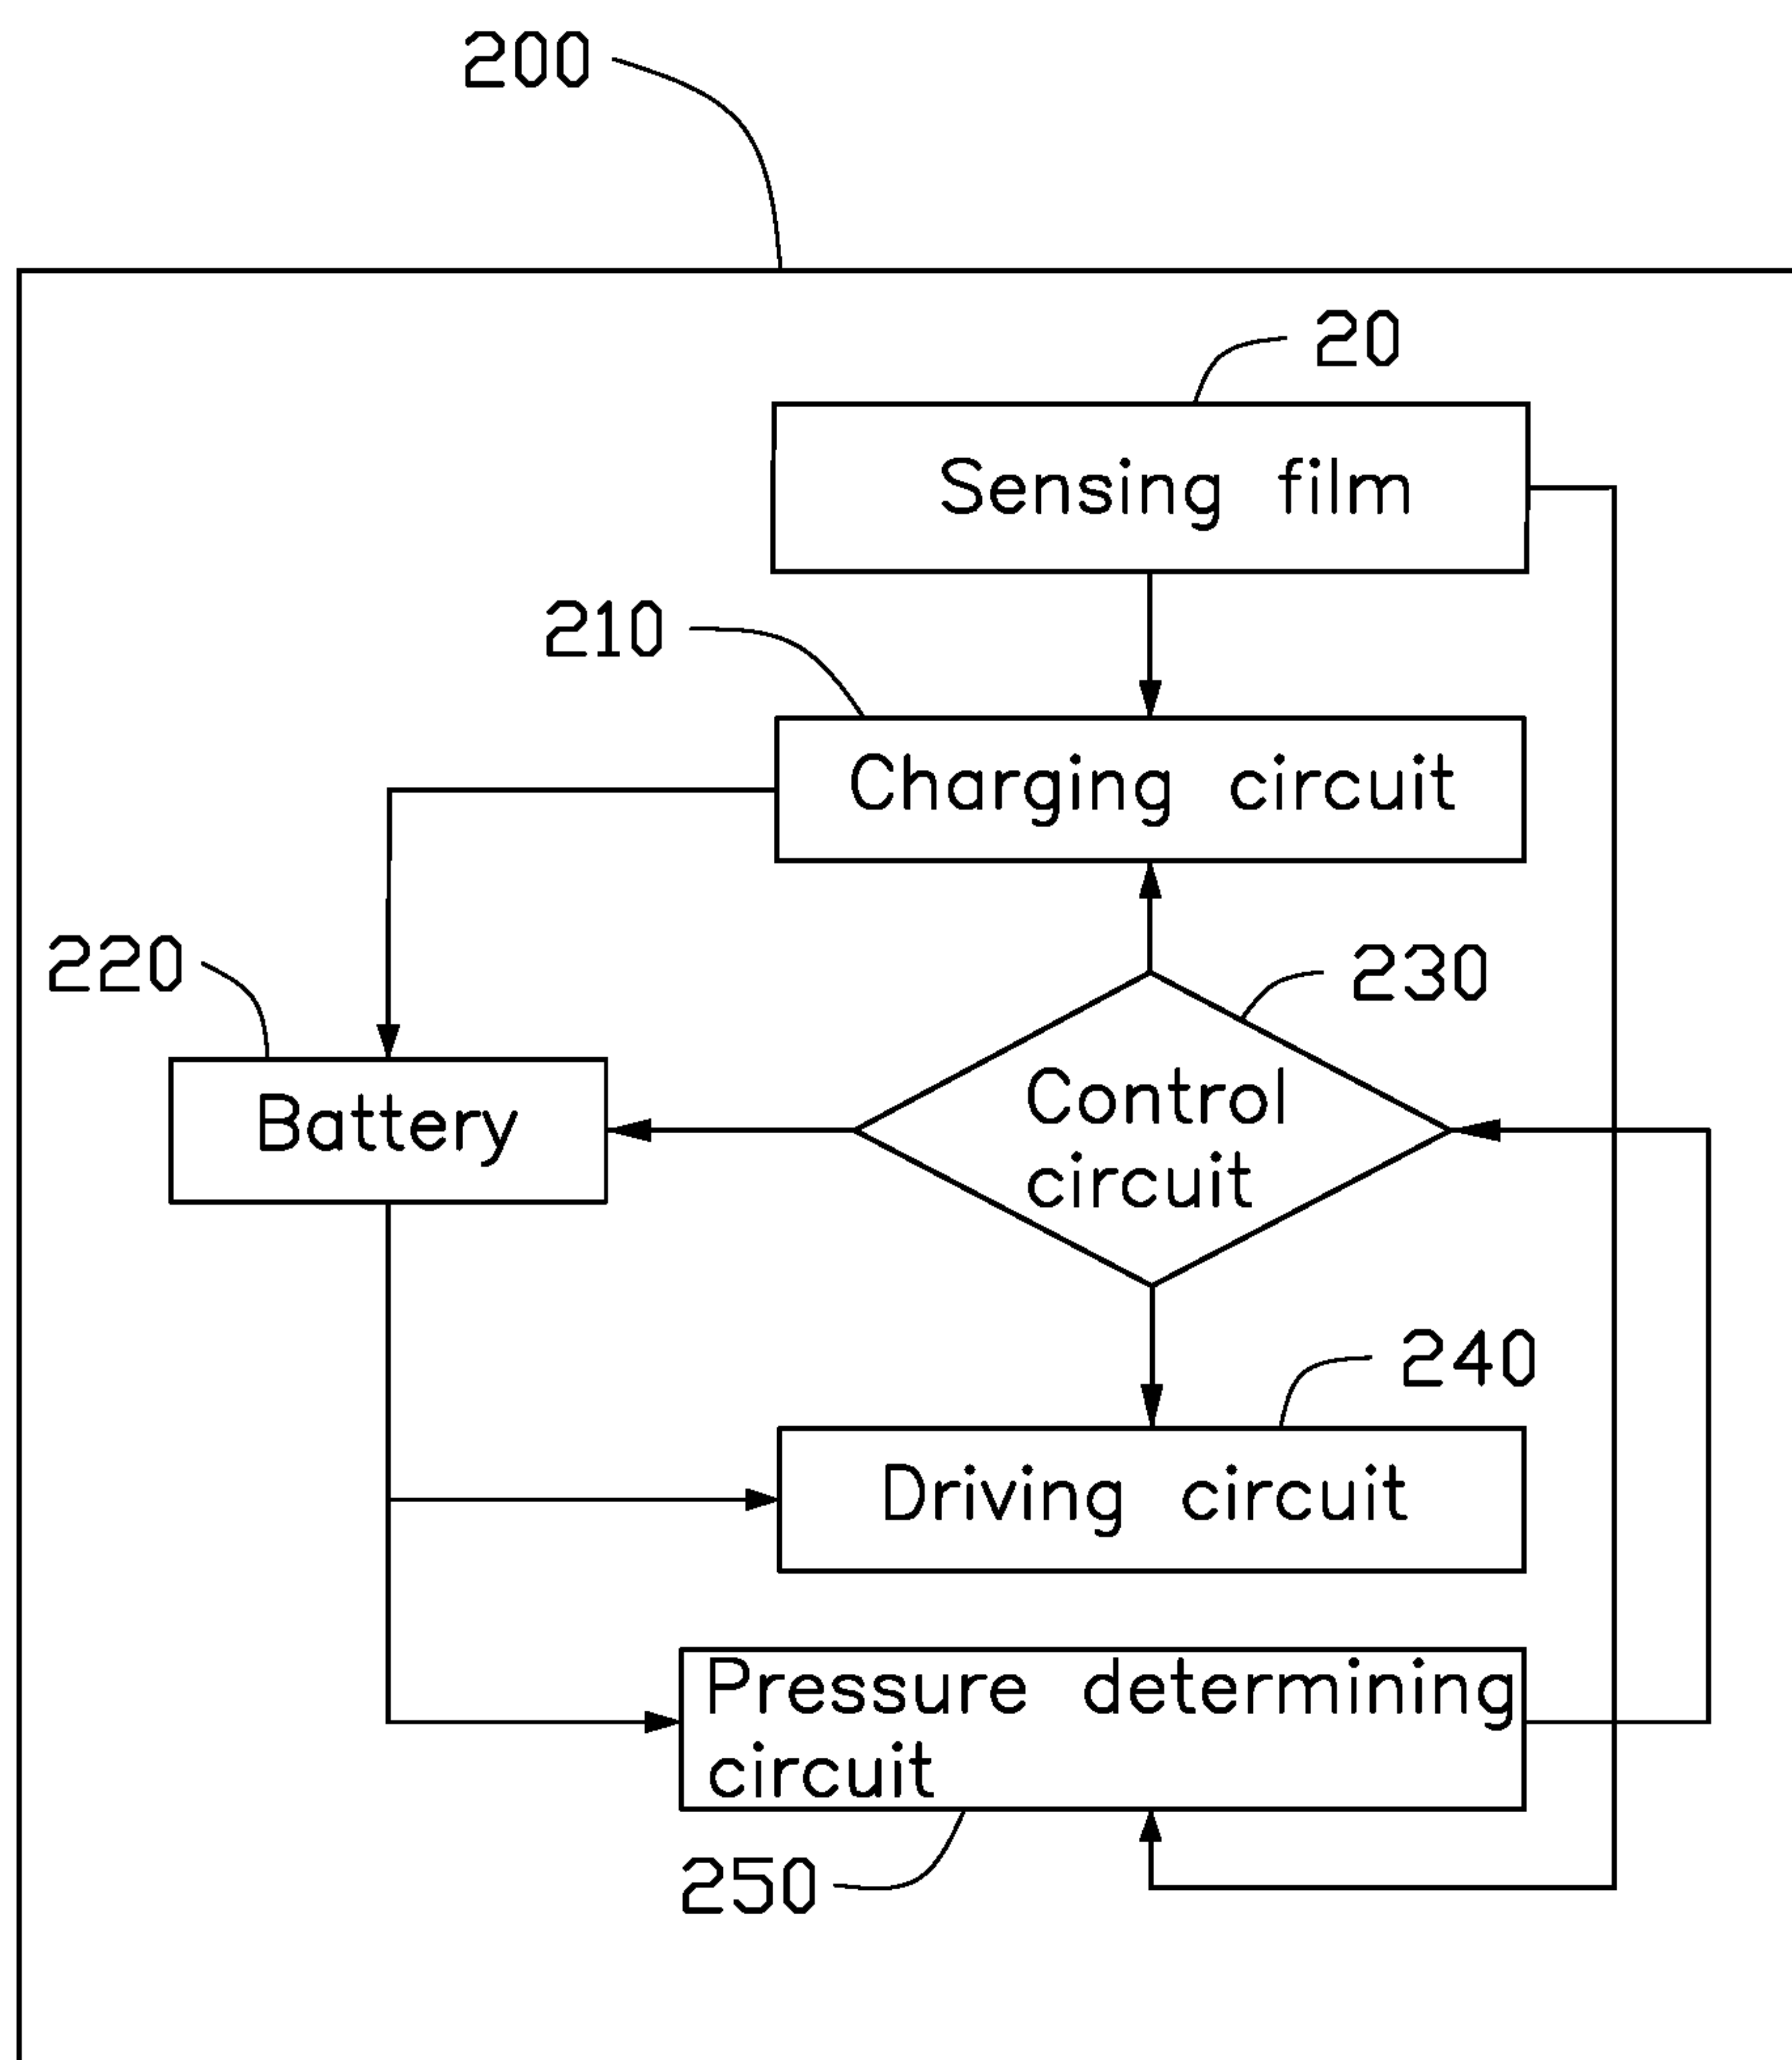 200
20
Sensing film
210
Charging circuit
220
230
Battery
Control
circuit
240
Driving circuit
Pressure determining
circuit
250